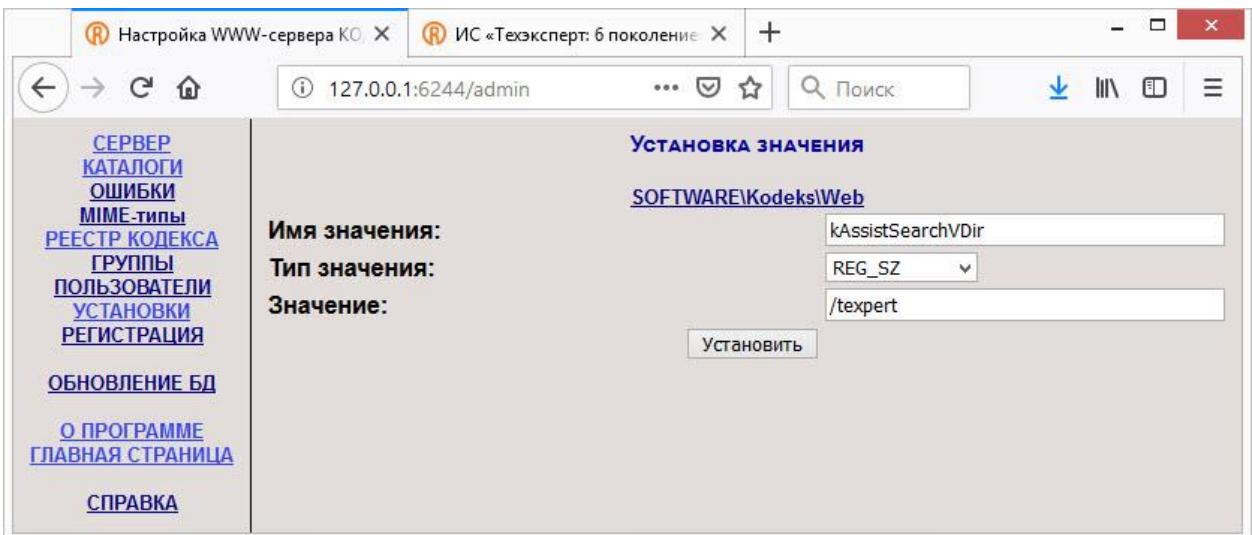 Настройка WWW-сервера КО
ИС «Техэксперт: 6 поколение
127.0.0.1:6244/admin
Поиск
СЕРВЕР
КАТАЛОГИ
ОШИБКИ
MIME-типы
РЕЕСТР КОДЕКСА
ГРУППЫ
ПОЛЬЗОВАТЕЛИ
УСТАНОВКИ
РЕГИСТРАЦИЯ
ОБНОВЛЕНИЕ БД
О ПРОГРАММЕ
ГЛАВНАЯ СТРАНИЦА
СПРАВКА
Установка значения
SOFTWARE\Kodeks\Web
Имя значения: kAssistSearchVDir
Тип значения: REG_SZ
Значение: /texpert
Установить